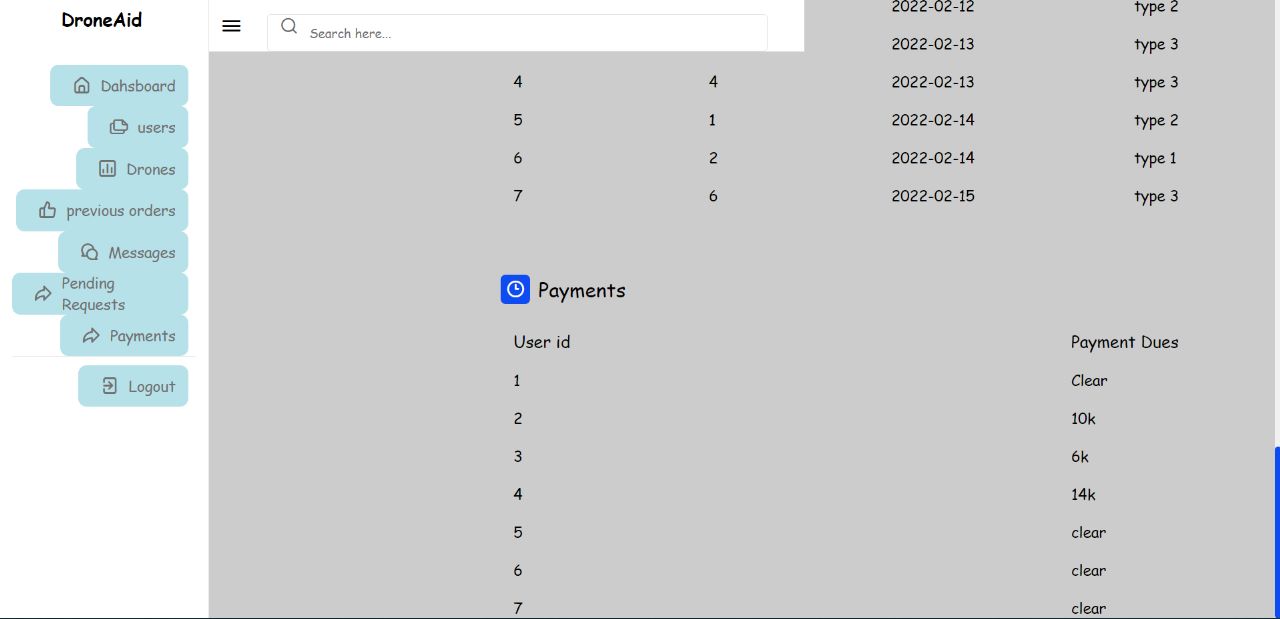 DroneAid
Dahsboard
users
Drones
previous orders
Messages
Pending
Requests
Payments
Logout
Search here...
2022-02-12 type 2
2022-02-13 type 3
4 4 2022-02-13 type 3
5 1 2022-02-14 type 2
6 2 2022-02-14 type 1
7 6 2022-02-15 type 3
Payments
User id Payment Dues
1 Clear
2 10k
3 6k
4 14k
5 clear
6 clear
7 clear